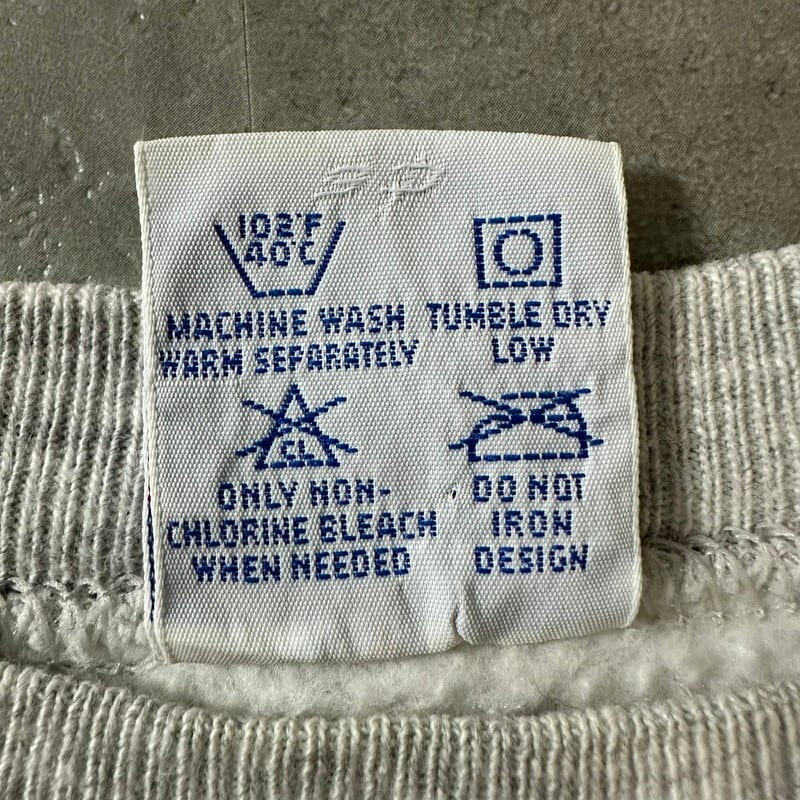 102°F
40°C
MACHINE WASH
WARM SEPARATELY
TUMBLE DRY
LOW
CL
ONLY NON-
CHLORINE BLEACH
WHEN NEEDED
DO NOT
IRON
DESIGN